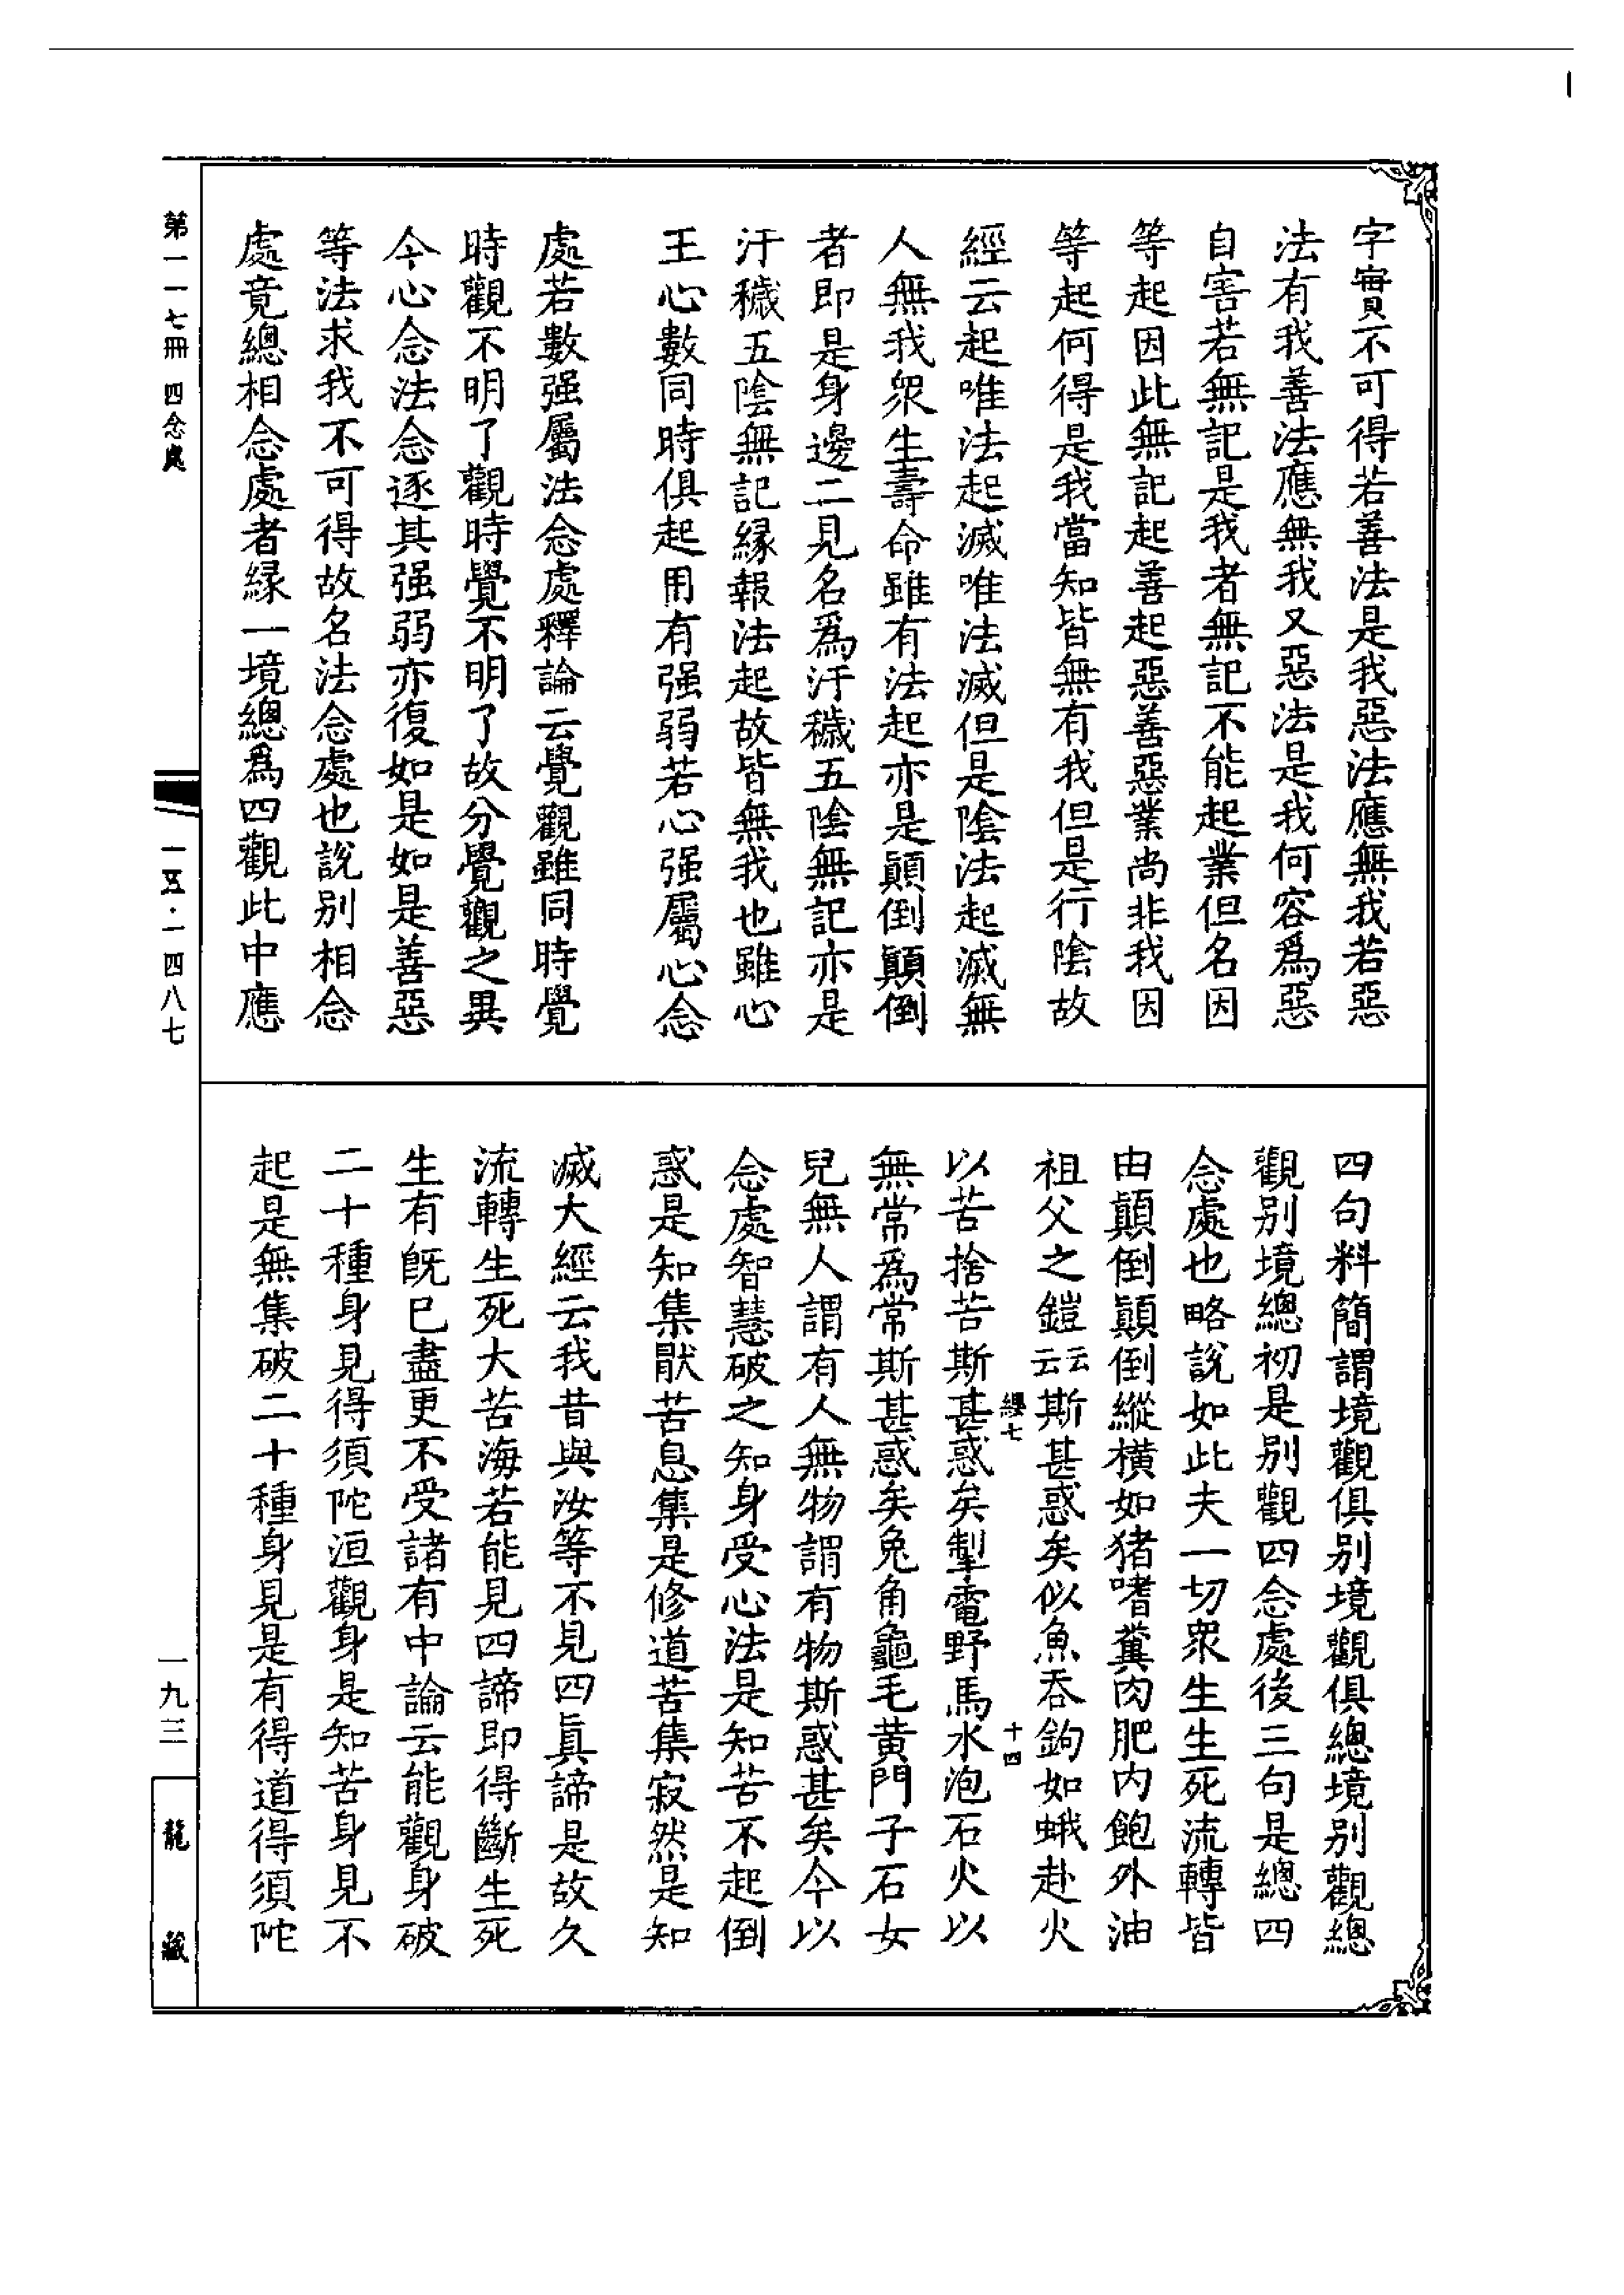 字實不可得若善法是我惡法應無我若惡
法有我善法應無我又惡法是我何容爲惡
自害若無記是我者無記不能起業但名因
等起因此無記起善起惡善惡業尚非我因
等起何得是我當知皆無有我但是行陰故
經云起唯法起滅唯法滅但是陰法起滅無
人無我衆生壽命雖有法起亦是顛倒顛倒
者即是身邊二見名爲汙穢五陰無記亦是
汙穢五陰無記緣報法起故皆無我也雖心
王心數同時俱起用有强弱若心强屬心念
處若數强屬法念處釋論云覺觀雖同時覺
時觀不明了觀時覺不明了故分覺觀之異
今心念法念逐其强弱亦復如是如是善惡
等法求我不可得故名法念處也說別相念
處竟總相念處者緣一境總爲四觀此中應
四句料簡謂境觀俱別境觀俱總境別觀總
觀別境總初是別觀四念處後三句是總四
念處也略說如此夫一切衆生生死流轉皆
由顛倒顛倒縱橫如猪嗜糞肉肥內飽外油
祖父之鎧云云斯甚惑矣似魚吞鉤如蛾赴火
以苦捨苦斯甚惑矣掣電野馬水泡石火以
纓七
十四
無常爲常斯甚惑矣兔角龜毛黄門子石女
兒無人謂有人無物謂有物斯惑甚矣今以
念處智慧破之知身受心法是知苦不起倒
惑是知集猒苦息集是修道苦集寂然是知
滅大經云我昔與汝等不見四眞諦是故久
流轉生死大苦海若能見四諦即得斷生死
生有旣巳盡更不受諸有中論云能觀身破
二十種身見得須陀洹觀身是知苦身見不
起是無集破二十種身見是有得道得須陀
第一一七冊 四念處
一五·一四八七
一九三
龍藏